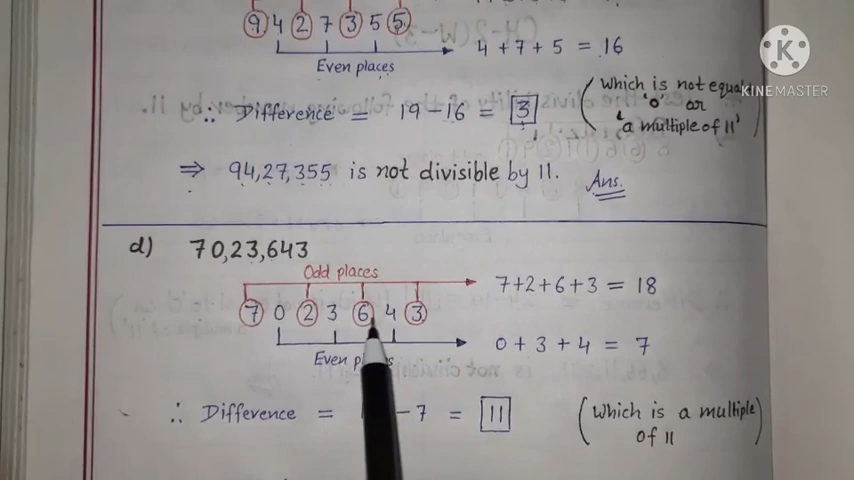 9 4 2 7 3 5 5
4 + 7 + 5 = 16
Even places
∴ Difference = 19 - 16 = 3
(which is not equal '0' or 'a multiple of 11')
KINEMASTER
⇒ 94,27,355 is not divisible by 11. Ans.
d) 70,23,643
Odd places
7+2+6+3 = 18
7 0 2 3 6 4 3
0 + 3 + 4 = 7
Even
∴ Difference = - 7 = 11
(which is a multiple of 11)